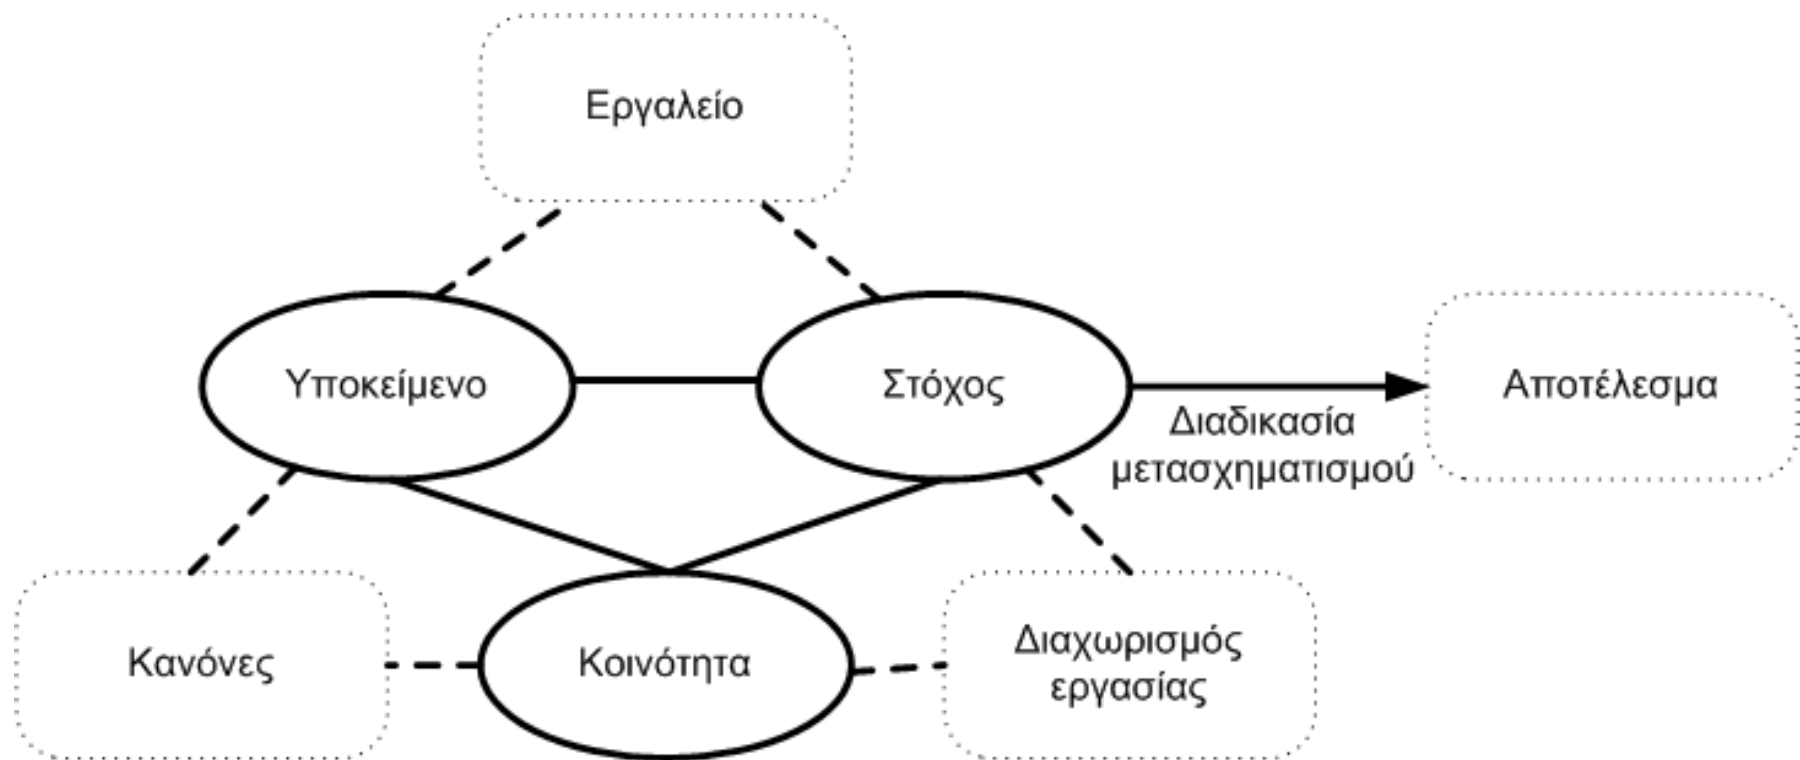 Εργαλείο
Υποκείμενο
Στόχος
Αποτέλεσμα
Διαδικασία
μετασχηματισμού
Κανόνες
Κοινότητα
Διαχωρισμός
εργασίας